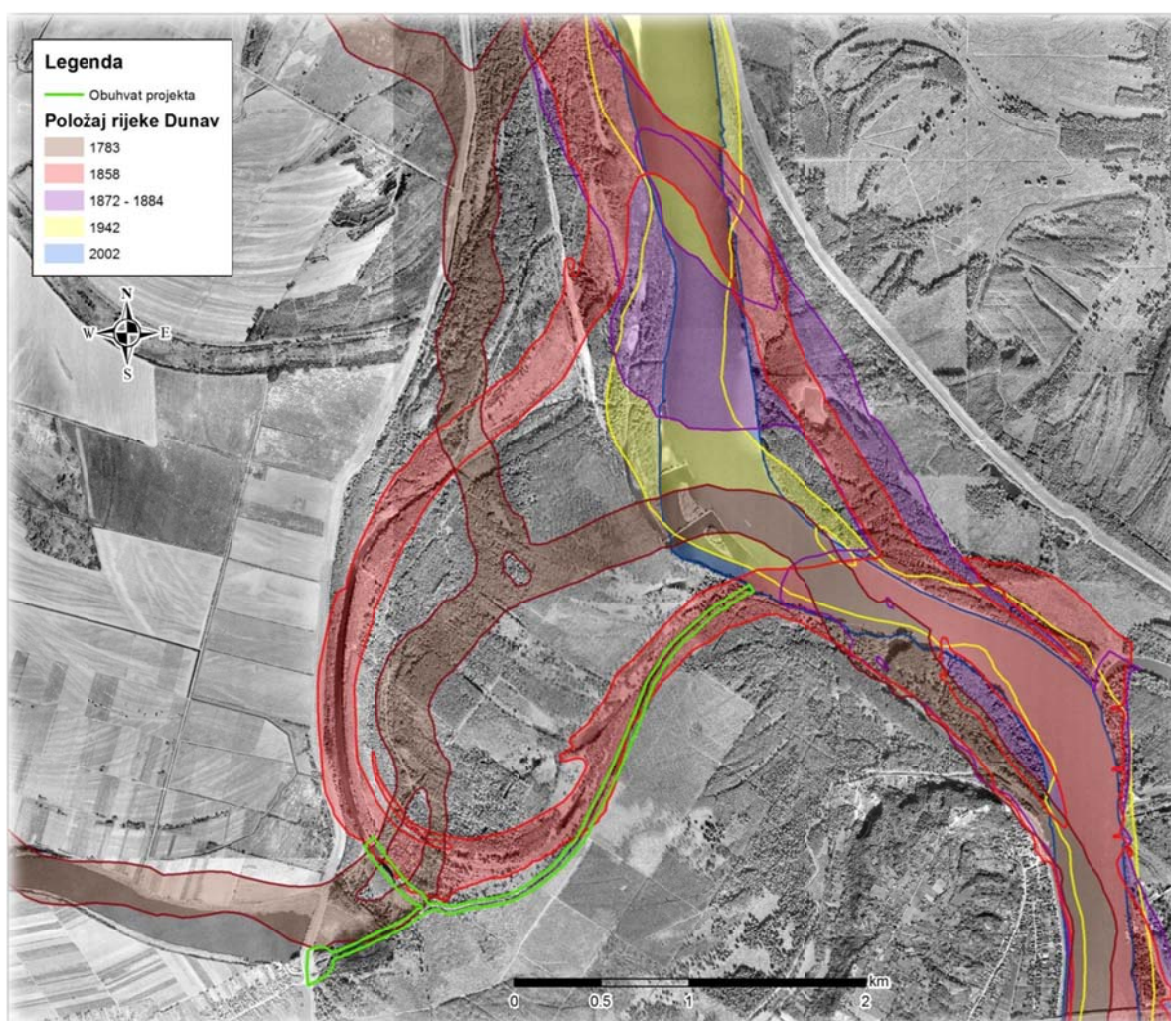 Legenda
Obuhvat projekta
Položaj rijeke Dunav
1783
1858
1872 - 1884
1942
2002
N
W E
S
km
0 0.5 1 2